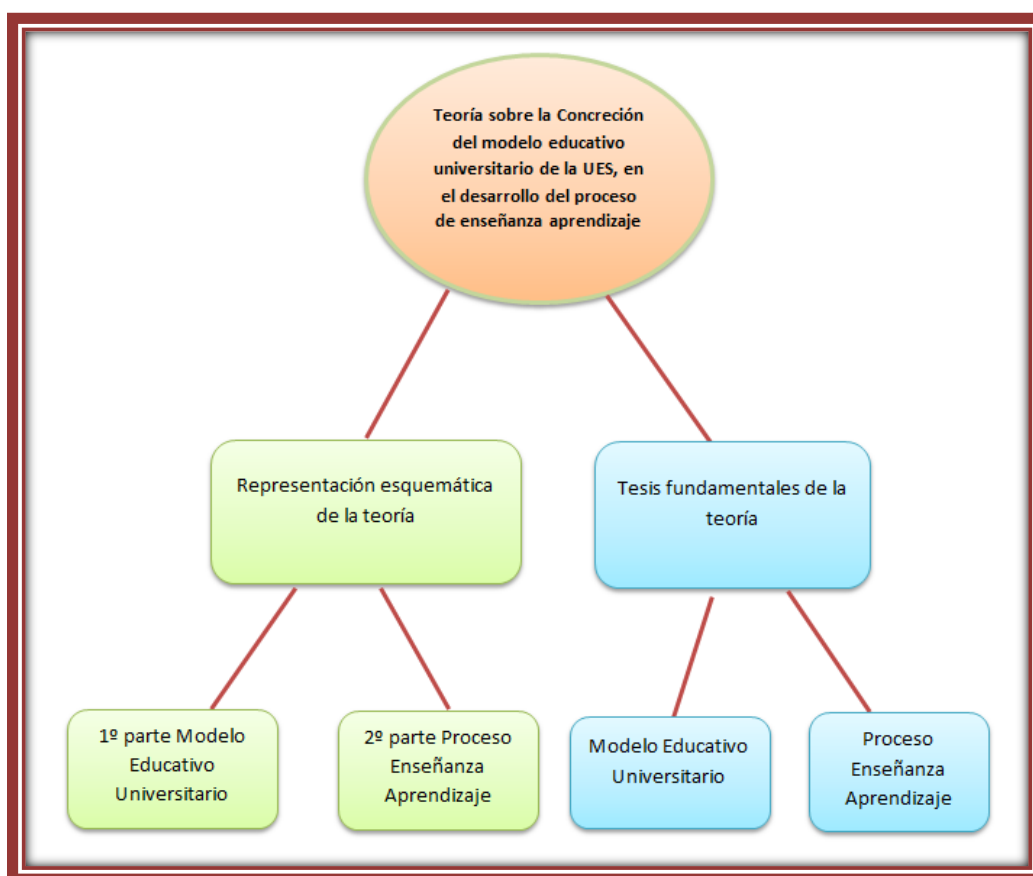 Teoría sobre la Concreción
del modelo educativo
universitario de la UES, en
el desarrollo del proceso
de enseñanza aprendizaje
Representación esquemática
de la teoría
Tesis fundamentales de la
teoría
1º parte Modelo
Educativo
Universitario
2º parte Proceso
Enseñanza
Aprendizaje
Modelo Educativo
Universitario
Proceso
Enseñanza
Aprendizaje